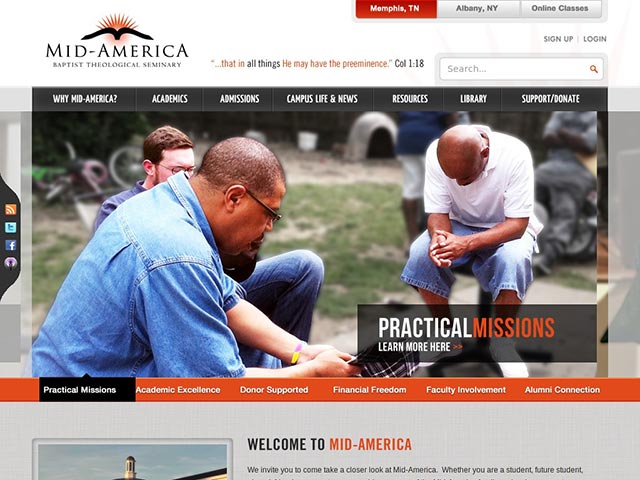 Memphis, TN Albany, NY Online Classes
SIGN UP | LOGIN
MID-AMERICA
BAPTIST THEOLOGICAL SEMINARY
“...that in all things He may have the preeminence.” Col 1:18
Search...
WHY MID-AMERICA? ACADEMICS ADMISSIONS CAMPUS LIFE & NEWS RESOURCES LIBRARY SUPPORT/DONATE
PRACTICALMISSIONS
LEARN MORE HERE >>
Practical Missions Academic Excellence Donor Supported Financial Freedom Faculty Involvement Alumni Connection
WELCOME TO MID-AMERICA
We invite you to come take a closer look at Mid-America. Whether you are a student, future student,